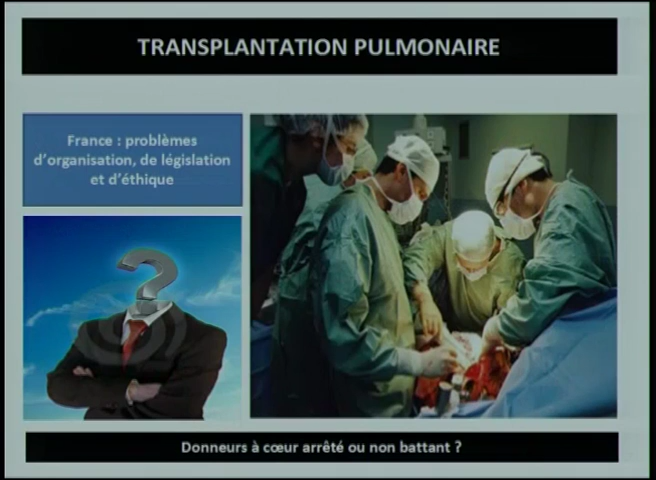 TRANSPLANTATION PULMONAIRE
France : problèmes
d'organisation, de législation
et d'éthique
Donneurs à cœur arrêté ou non battant ?